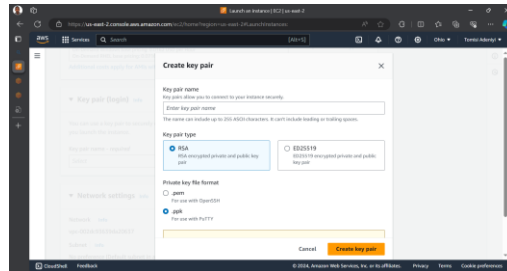 Launch an instance | EC2 | us-east-2
https://us-east-2.console.aws.amazon.com/ec2/home?region=us-east-2#LaunchInstances:
aws
Services
Search
[Alt+S]
Ohio
Create key pair
Key pair name
Key pairs allow you to connect to your instance securely.
Enter key pair name
The name can include up to 255 ASCII characters. It can't include leading or trailing spaces.
Key pair type
RSA
RSA encrypted private and public key pair
ED25519
ED25519 encrypted private and public key pair
Private key file format
.pem
For use with OpenSSH
.ppk
For use with PuTTY
Cancel
Create key pair
Key pair (login)
Network settings
CloudShell
Feedback
© 2024, Amazon Web Services, Inc. or its affiliates.
Privacy
Terms
Cookie preferences